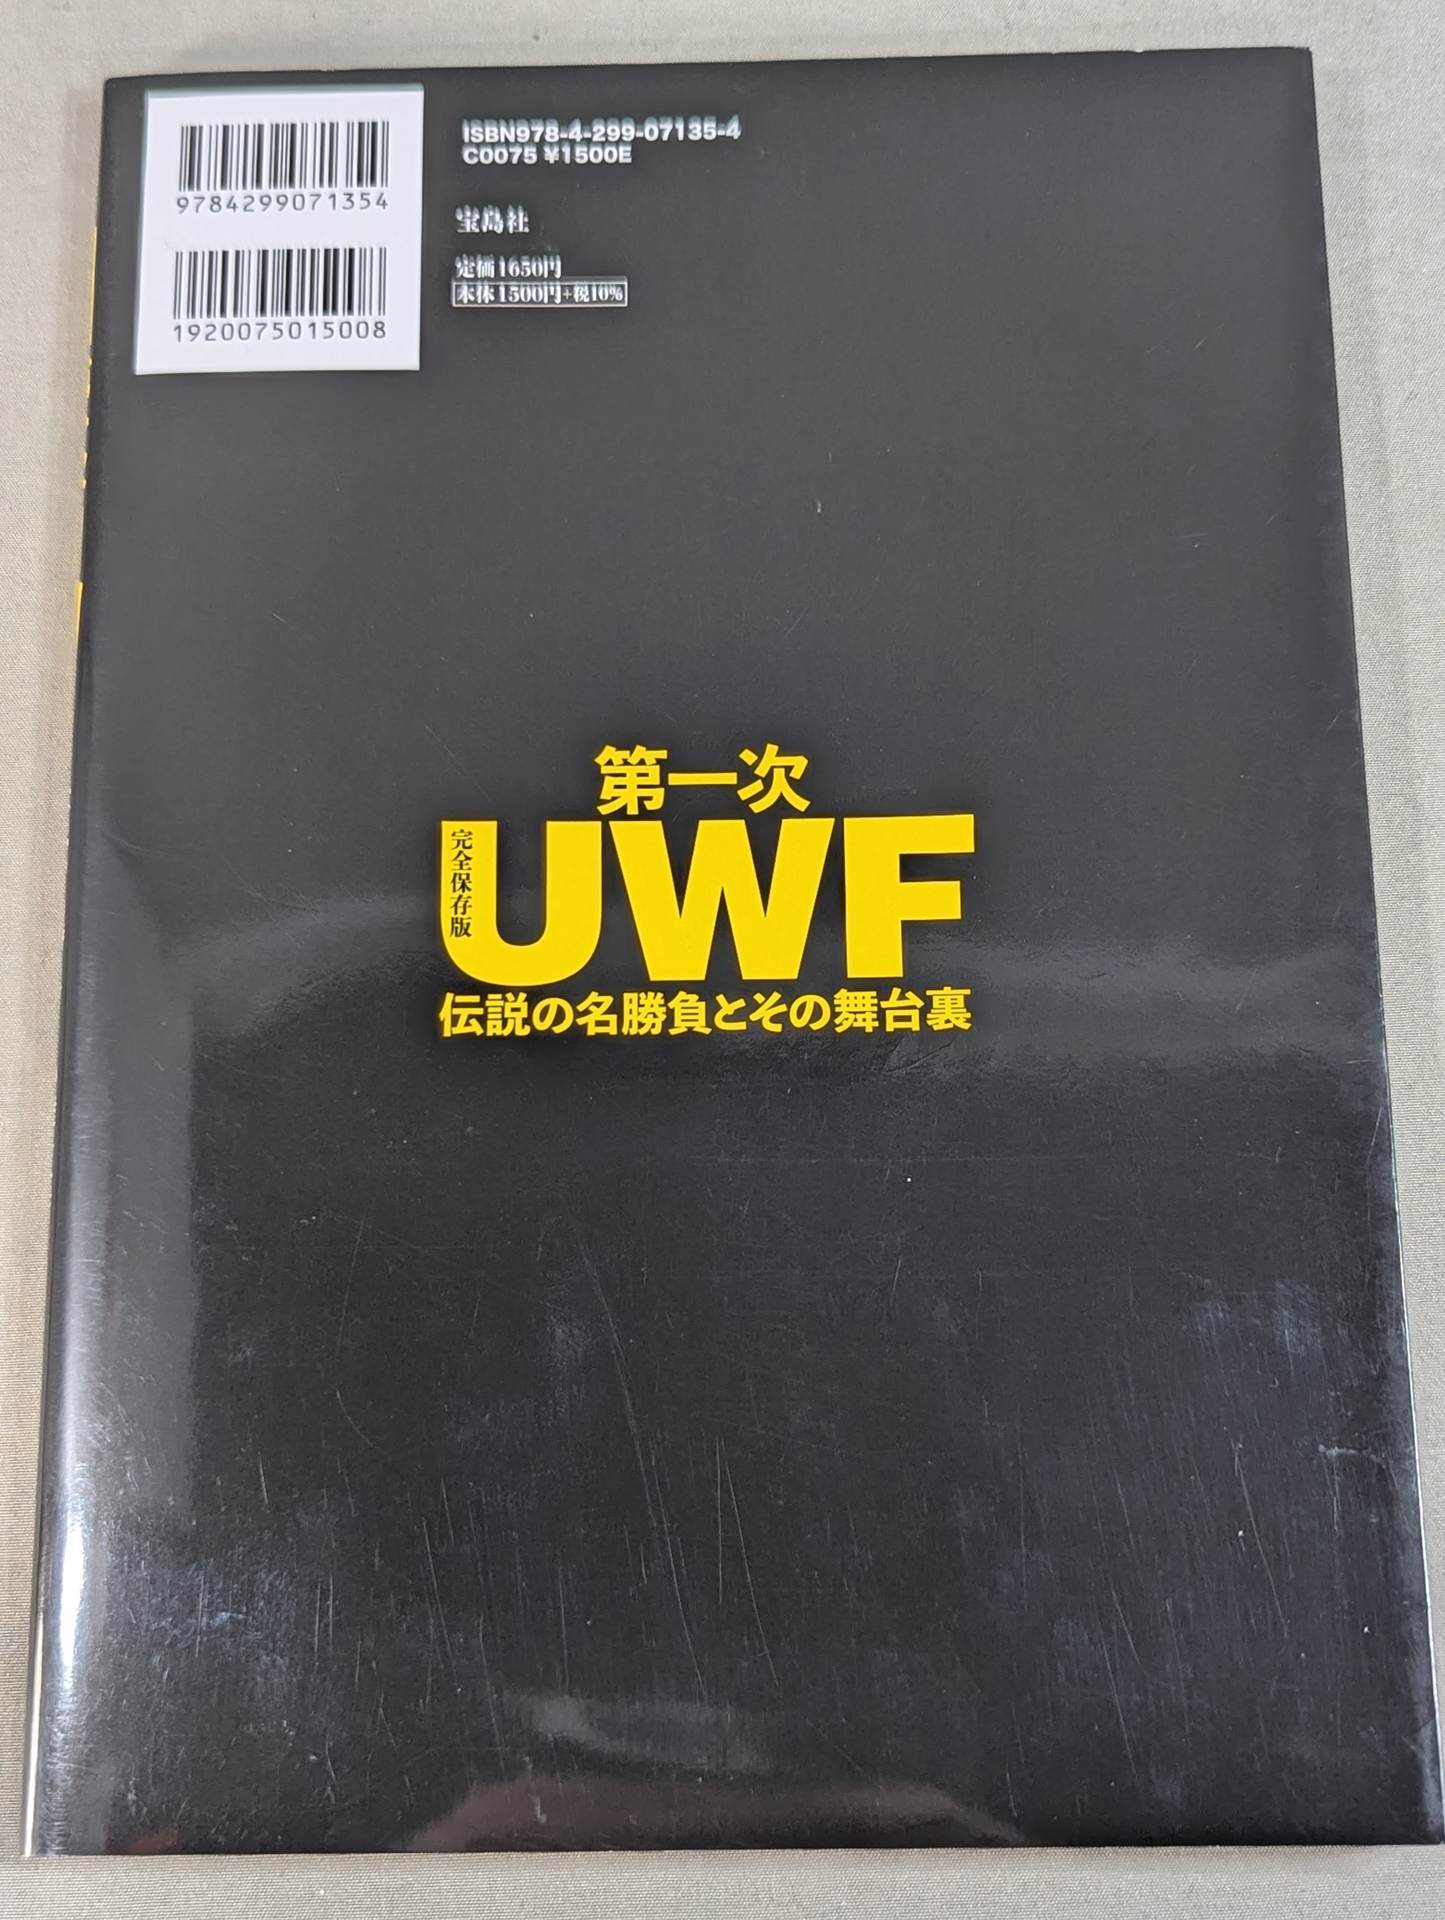 9784299071354
1920075015008
ISBN978-4-299-07135-4
C0075 ¥1500E
宝島社
定価1650円
本体1500円+税10%
第一次
UWF
完全保存版
伝説の名勝負とその舞台裏